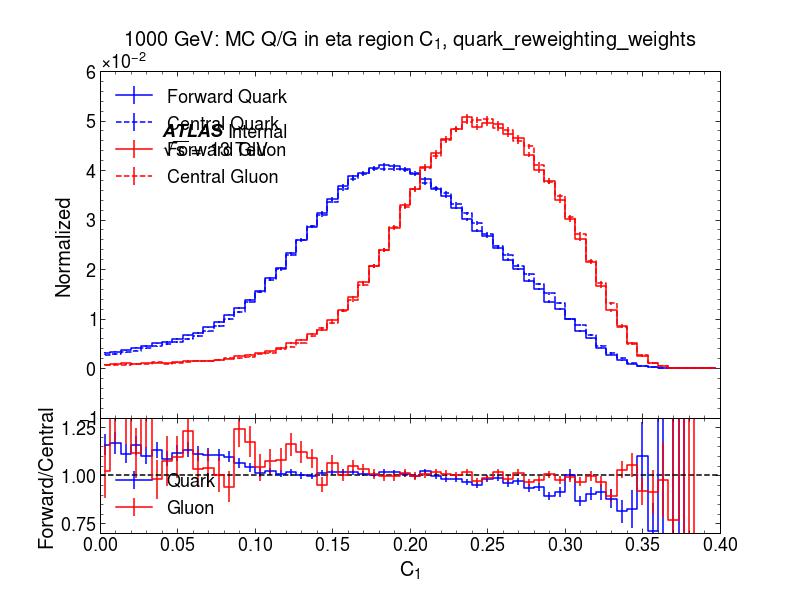 1000 GeV: MC Q/G in eta region C₁, quark_reweighting_weights
×10⁻²
6
5
4
3
2
1
0
−1
Normalized
Forward Quark
Central Quark
ATLAS Internal
Forward Gluon
√s = 13 TeV
Central Gluon
1.25
1.00
0.75
Forward/Central
Quark
Gluon
0.00 0.05 0.10 0.15 0.20 0.25 0.30 0.35 0.40
C₁